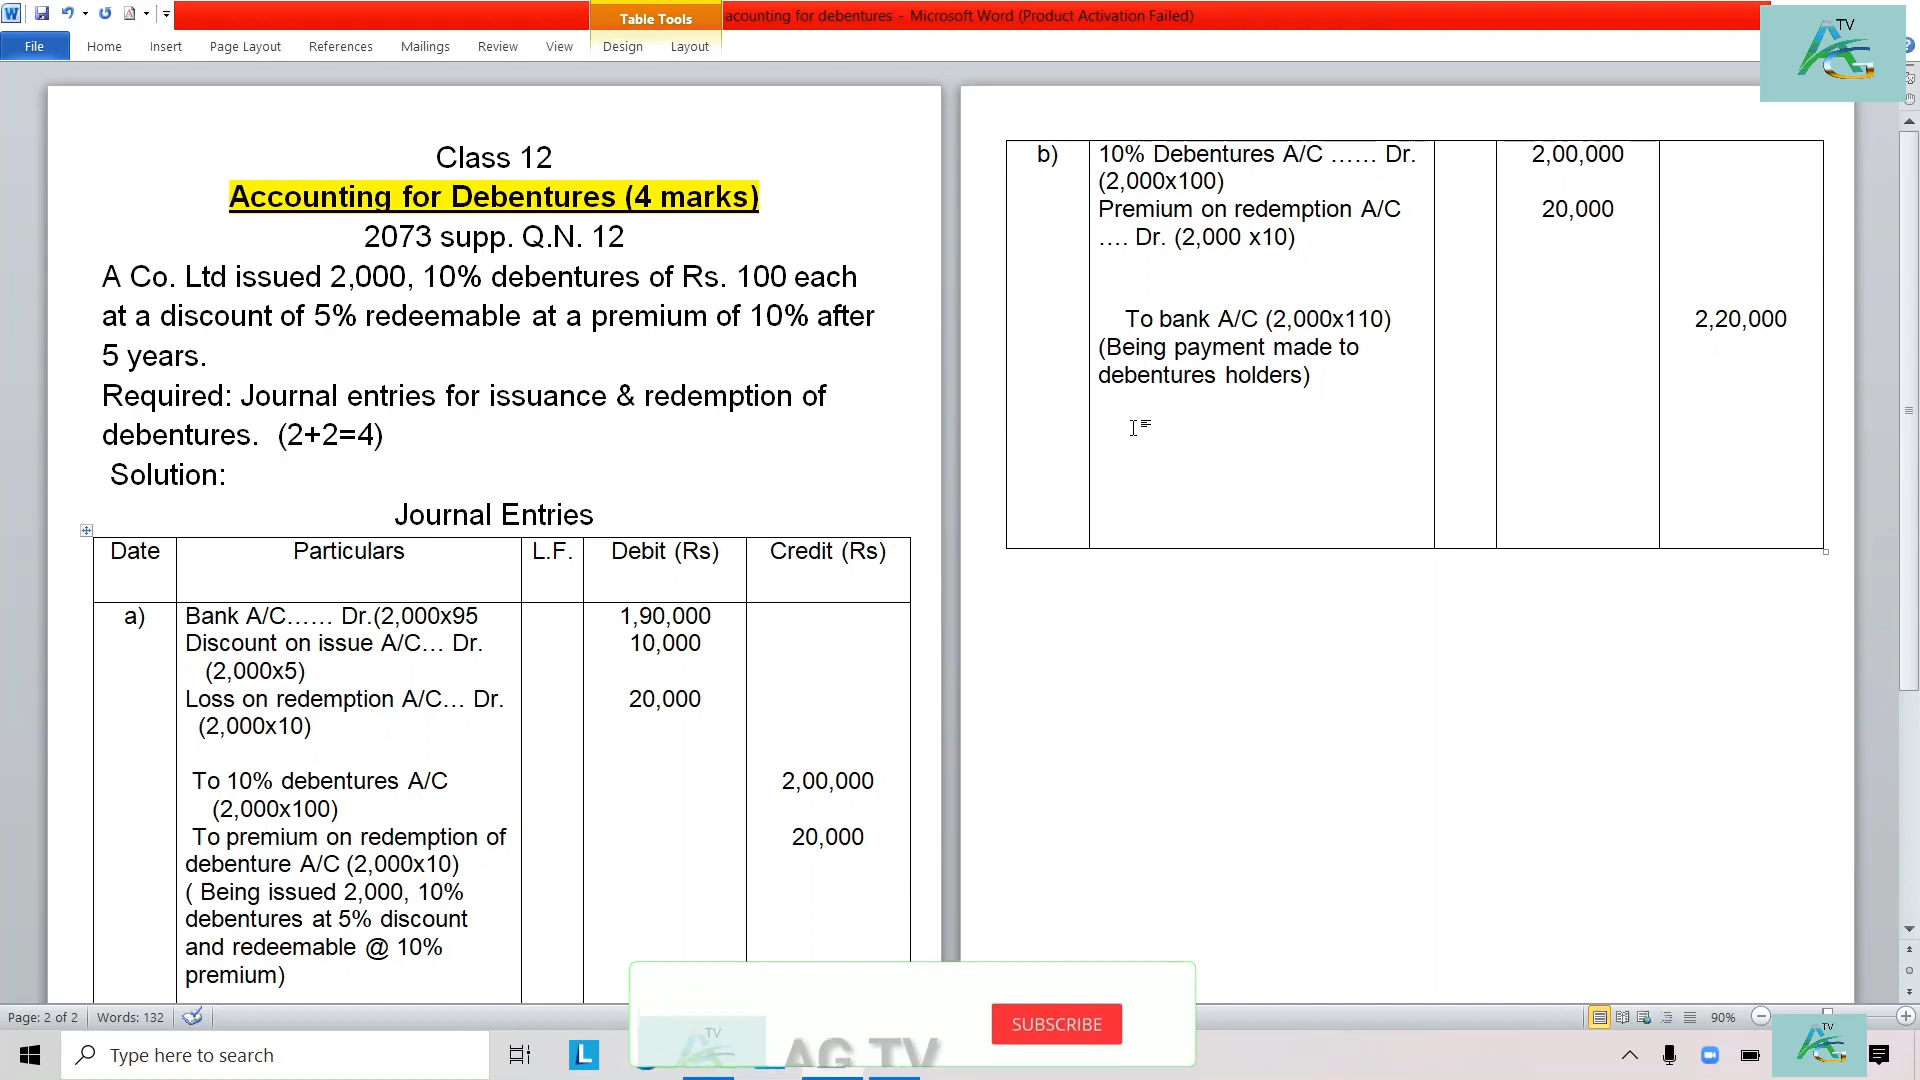 Table Tools
accounting for debentures - Microsoft Word (Product Activation Failed)
File Home Insert Page Layout References Mailings Review View Design Layout
TV
Class 12
Accounting for Debentures (4 marks)
2073 supp. Q.N. 12
A Co. Ltd issued 2,000, 10% debentures of Rs. 100 each
at a discount of 5% redeemable at a premium of 10% after
5 years.
Required: Journal entries for issuance & redemption of
debentures. (2+2=4)
Solution:
Journal Entries
Date Particulars L.F. Debit (Rs) Credit (Rs)
a) Bank A/C…… Dr.(2,000x95 1,90,000
Discount on issue A/C… Dr. 10,000
(2,000x5)
Loss on redemption A/C… Dr. 20,000
(2,000x10)
To 10% debentures A/C 2,00,000
(2,000x100)
To premium on redemption of 20,000
debenture A/C (2,000x10)
( Being issued 2,000, 10%
debentures at 5% discount
and redeemable @ 10%
premium)
b) 10% Debentures A/C …… Dr. 2,00,000
(2,000x100)
Premium on redemption A/C 20,000
…. Dr. (2,000 x10)
To bank A/C (2,000x110) 2,20,000
(Being payment made to
debentures holders)
TV
AG TV
SUBSCRIBE
Page: 2 of 2 Words: 132 90%
Type here to search
L
TV